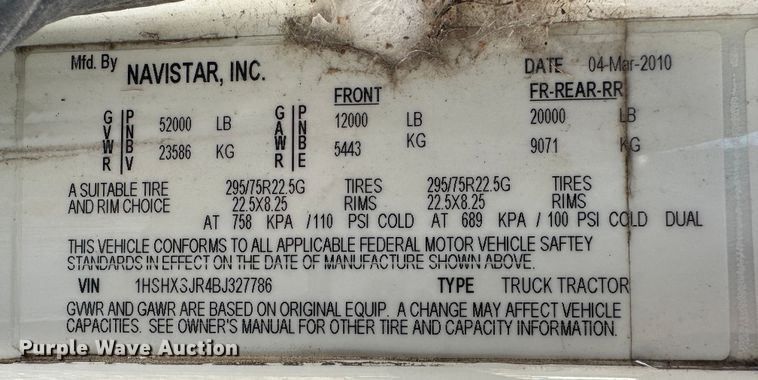 Mfd. By NAVISTAR, INC. DATE 04-Mar-2010
FRONT FR-REAR-RR
GVWR PNBV 52000 LB GAWR PNBE 12000 LB 20000 LB
23586 KG 5443 KG 9071 KG
A SUITABLE TIRE 295/75R22.5G TIRES 295/75R22.5G TIRES
AND RIM CHOICE 22.5X8.25 RIMS 22.5X8.25 RIMS
AT 758 KPA /110 PSI COLD AT 689 KPA / 100 PSI COLD DUAL
THIS VEHICLE CONFORMS TO ALL APPLICABLE FEDERAL MOTOR VEHICLE SAFTEY
STANDARDS IN EFFECT ON THE DATE OF MANUFACTURE SHOWN ABOVE.
VIN 1HSHXSJR4BJ327786 TYPE TRUCK TRACTOR
GVWR AND GAWR ARE BASED ON ORIGINAL EQUIP. A CHANGE MAY AFFECT VEHICLE
CAPACITIES. SEE OWNER'S MANUAL FOR OTHER TIRE AND CAPACITY INFORMATION.
Purple Wave Auction